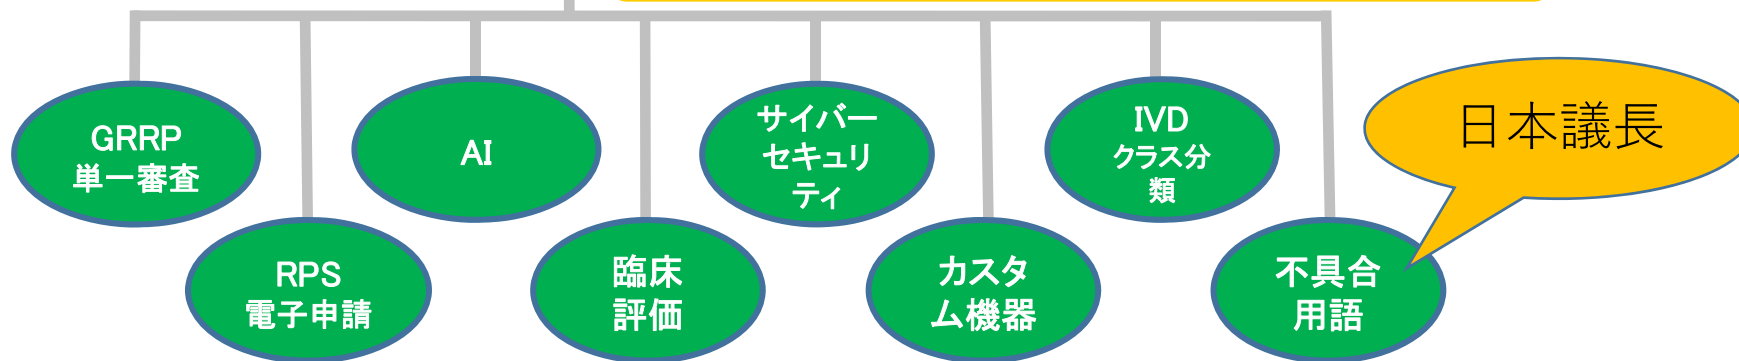 GRRP
単一審査
AI
サイバー
セキュリ
ティ
IVD
クラス分
類
日本議長
RPS
電子申請
臨床
評価
カスタ
ム機器
不具合
用語